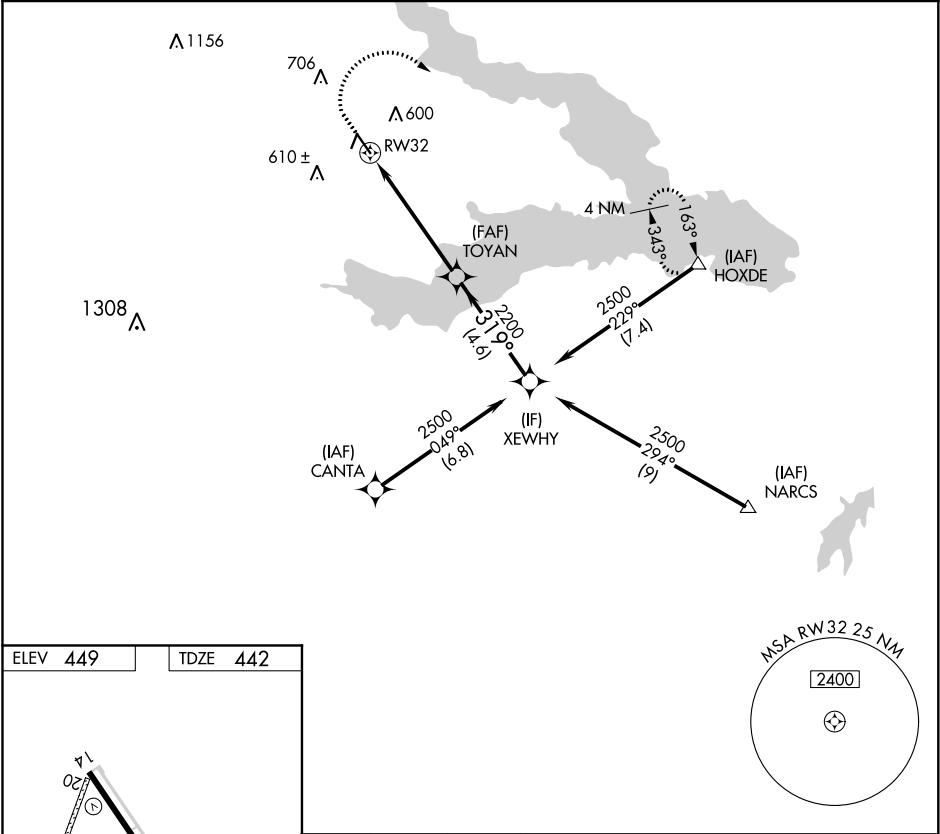 1156
706
600
RW32
610 ±
4 NM
163°
343°
(FAF)
TOYAN
(IAF)
HOXDE
2500
229°
(7.4)
1308
2200
319°
(4.6)
(IF)
XEWHY
2500
049°
(6.8)
(IAF)
CANTA
2500
294°
(9)
(IAF)
NARCS
MSA RW32 25 NM
2400
ELEV 449
TDZE 442
14
20
V